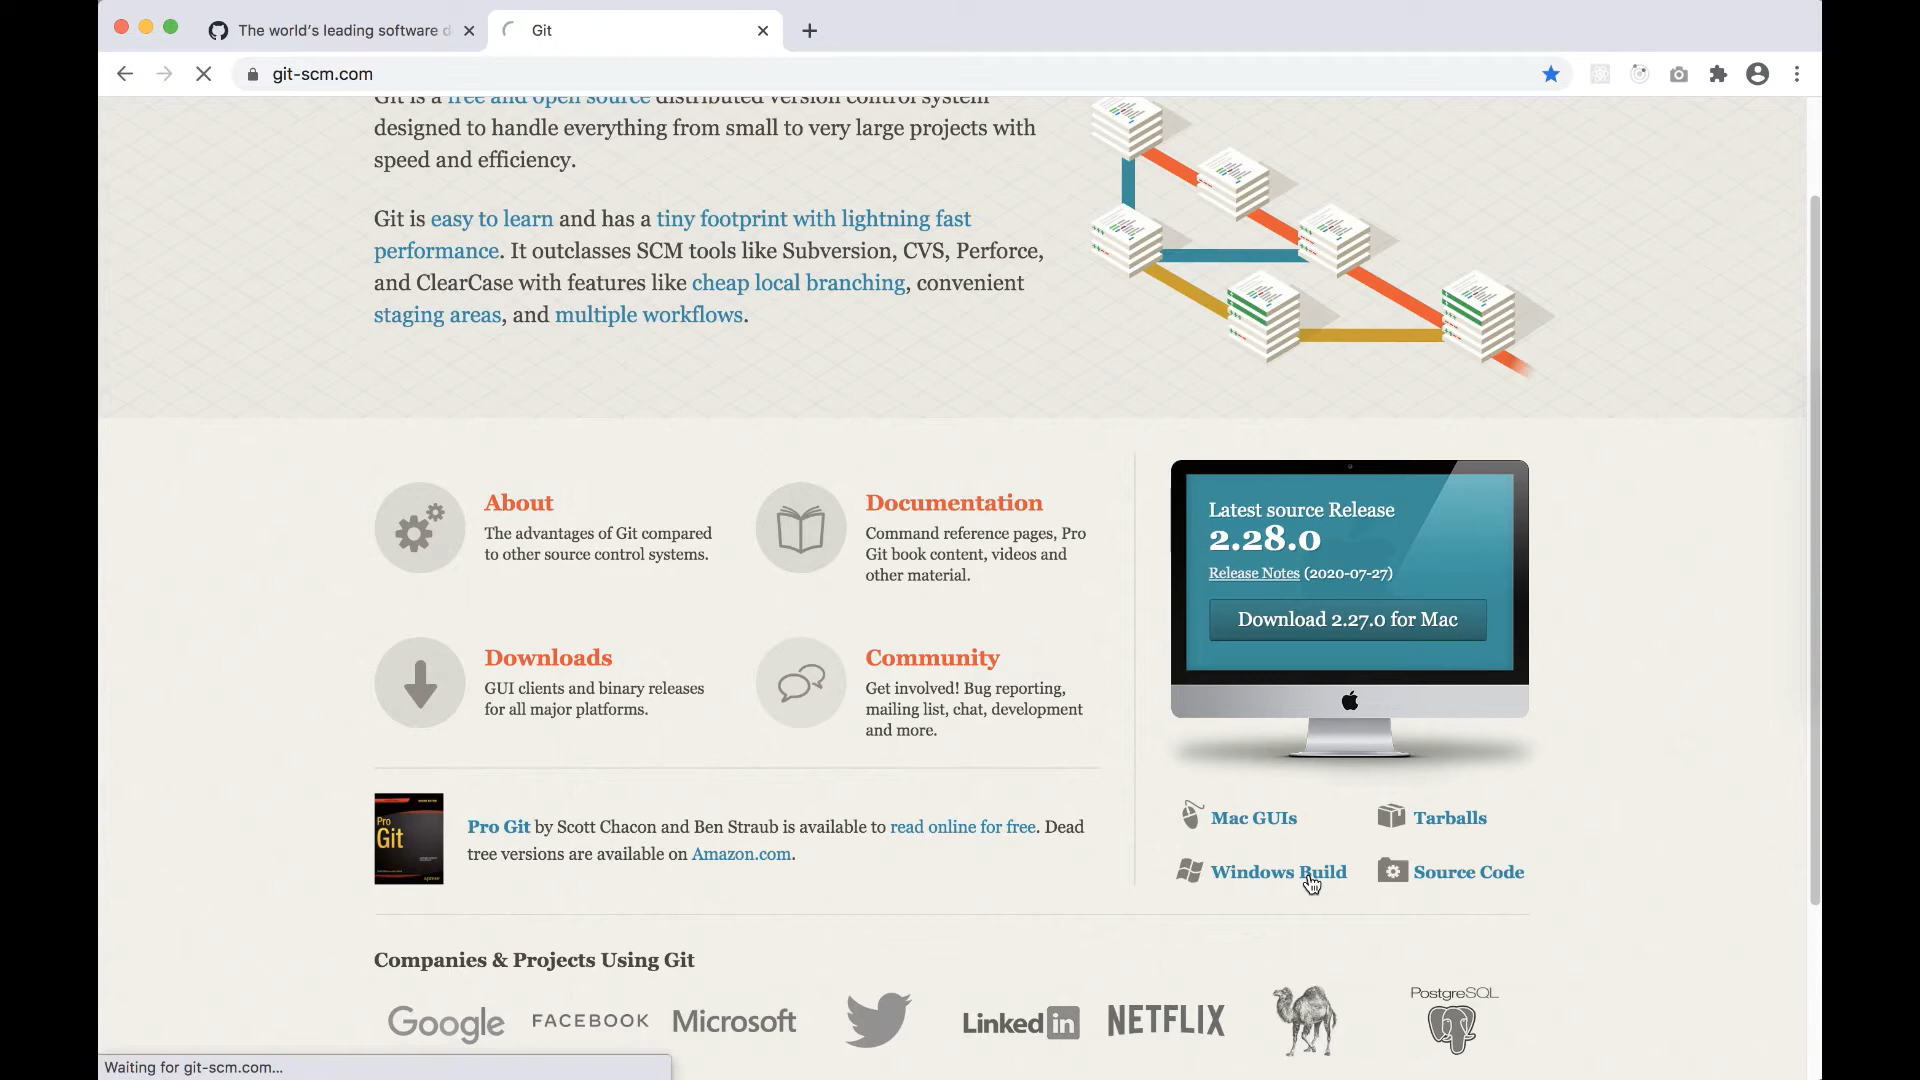 The world's leading software d
Git
git-scm.com
Git is a free and open source distributed version control system
designed to handle everything from small to very large projects with
speed and efficiency.
Git is easy to learn and has a tiny footprint with lightning fast
performance. It outclasses SCM tools like Subversion, CVS, Perforce,
and ClearCase with features like cheap local branching, convenient
staging areas, and multiple workflows.
About
The advantages of Git compared
to other source control systems.
Documentation
Command reference pages, Pro
Git book content, videos and
other material.
Downloads
GUI clients and binary releases
for all major platforms.
Community
Get involved! Bug reporting,
mailing list, chat, development
and more.
Latest source Release
2.28.0
Release Notes (2020-07-27)
Download 2.27.0 for Mac
Pro
Git
Pro Git by Scott Chacon and Ben Straub is available to read online for free. Dead
tree versions are available on Amazon.com.
Mac GUIs
Tarballs
Windows Build
Source Code
Companies & Projects Using Git
Google
FACEBOOK
Microsoft
Linked in
NETFLIX
PostgreSQL
Waiting for git-scm.com...